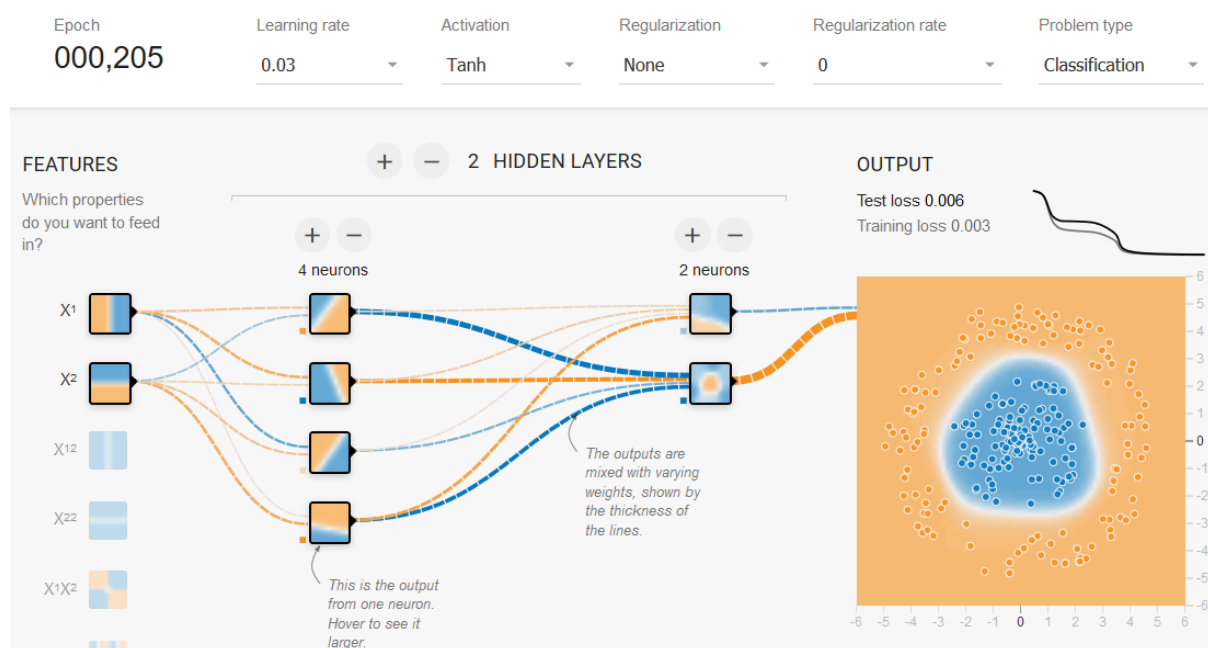 Epoch
000,205
Learning rate
0.03
Activation
Tanh
Regularization
None
Regularization rate
0
Problem type
Classification
FEATURES
Which properties
do you want to feed
in?
+ − 2 HIDDEN LAYERS
+ −
4 neurons
+ −
2 neurons
X1
X2
X12
X22
X1X2
The outputs are
mixed with varying
weights, shown by
the thickness of
the lines.
This is the output
from one neuron.
Hover to see it
larger.
OUTPUT
Test loss 0.006
Training loss 0.003
6
5
4
3
2
1
0
-1
-2
-3
-4
-5
-6
-6 -5 -4 -3 -2 -1 0 1 2 3 4 5 6